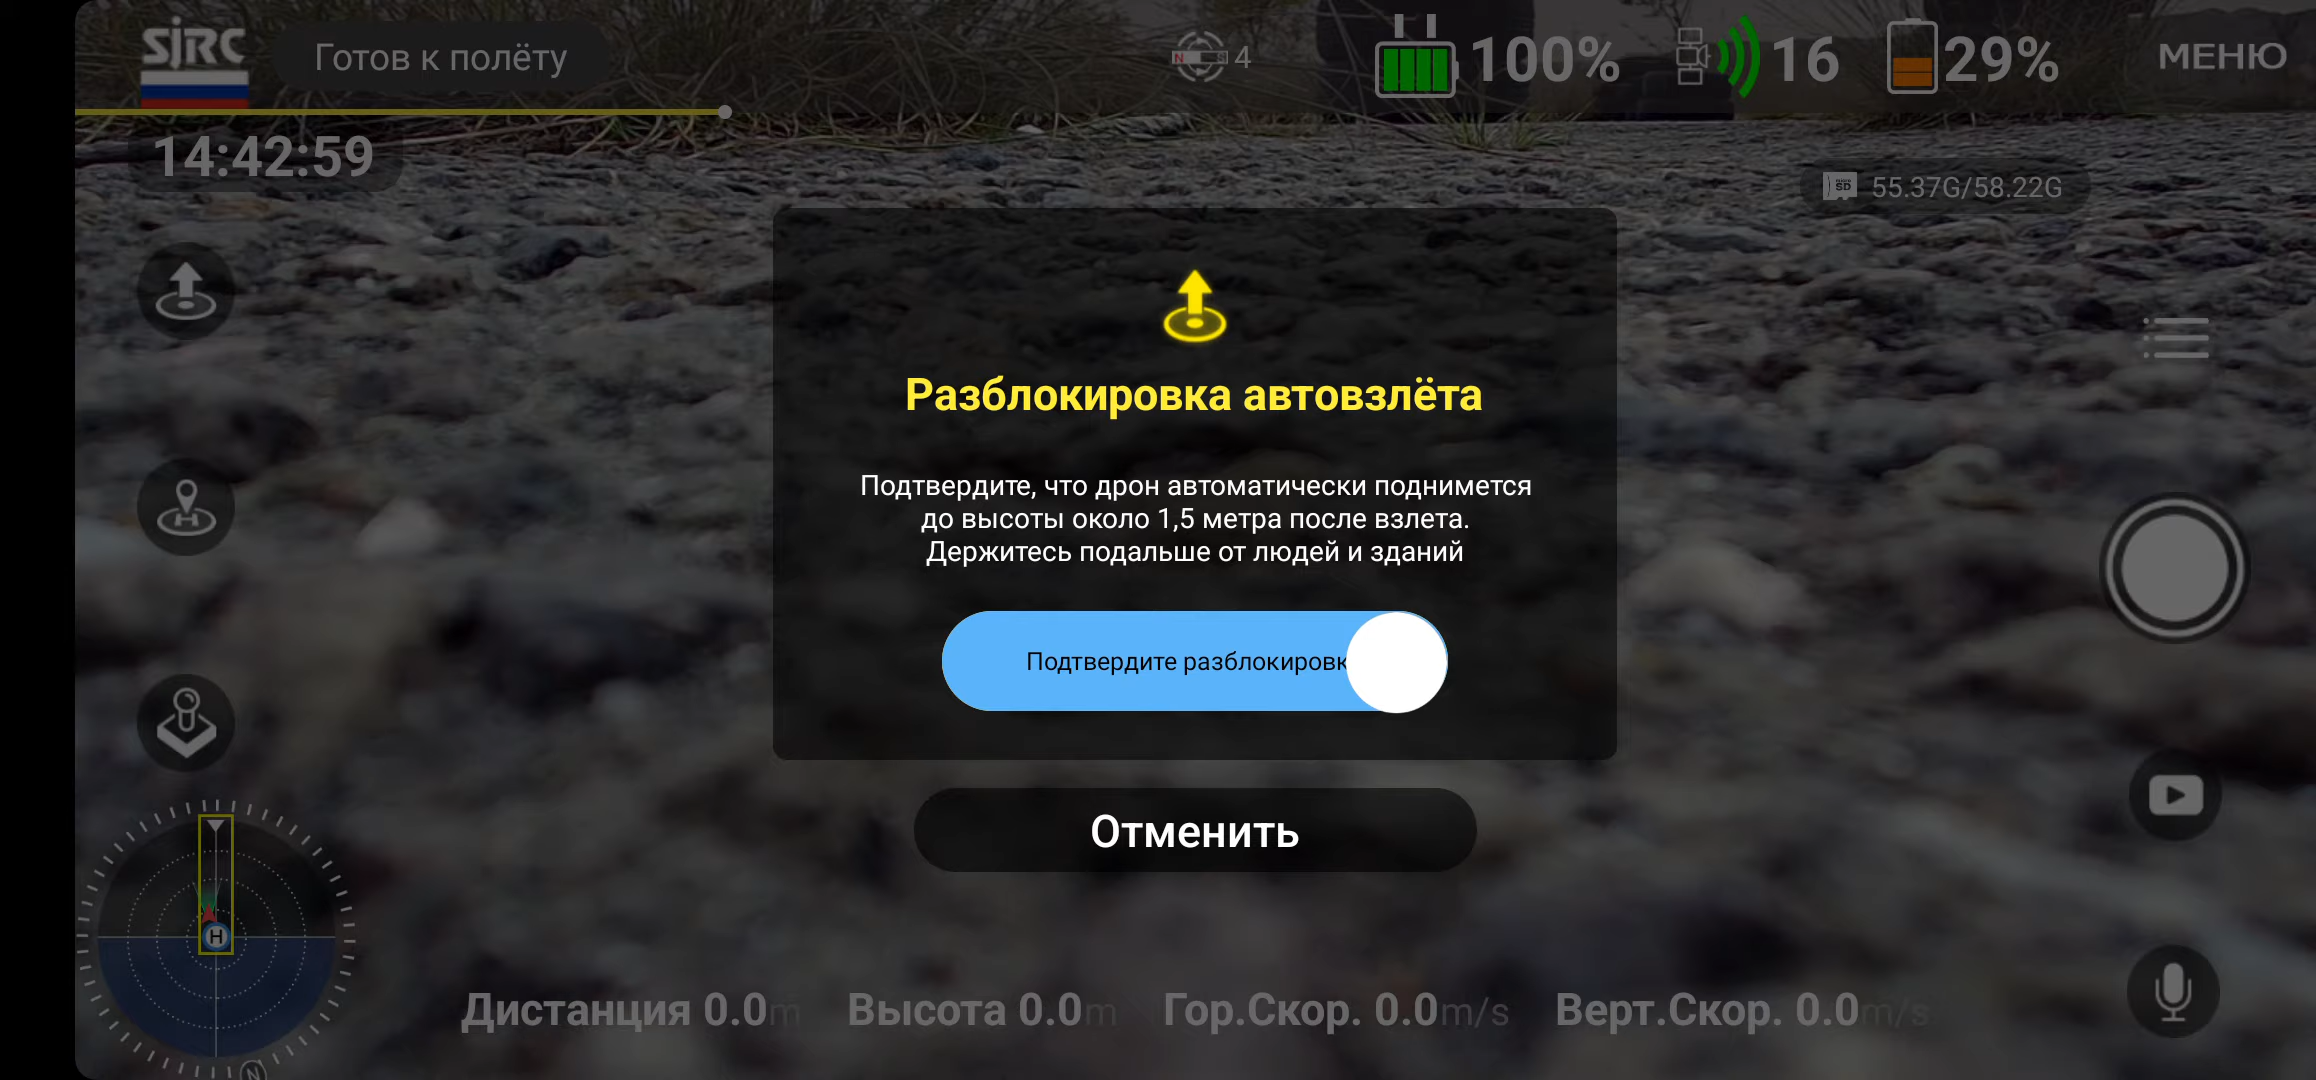 SJRC
Готов к полёту
N S 4
100%
16
29%
МЕНЮ
14:42:59
SD 55.37G/58.22G
Разблокировка автовзлёта
Подтвердите, что дрон автоматически поднимется
до высоты около 1,5 метра после взлета.
Держитесь подальше от людей и зданий
Подтвердите разблокировк
Отменить
H
N
Дистанция 0.0m Высота 0.0m Гор.Скор. 0.0m/s Верт.Скор. 0.0m/s